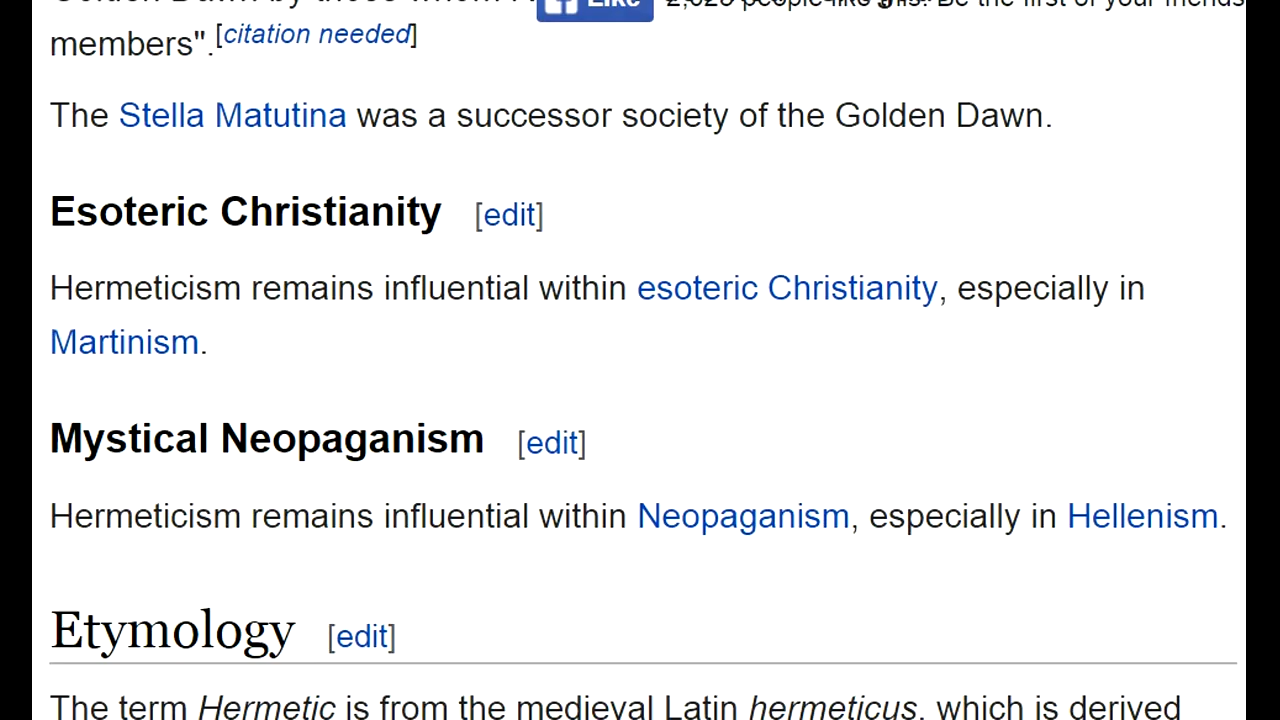 members".[citation needed]
The Stella Matutina was a successor society of the Golden Dawn.
Esoteric Christianity [edit]
Hermeticism remains influential within esoteric Christianity, especially in
Martinism.
Mystical Neopaganism [edit]
Hermeticism remains influential within Neopaganism, especially in Hellenism.
Etymology [edit]
The term Hermetic is from the medieval Latin hermeticus, which is derived